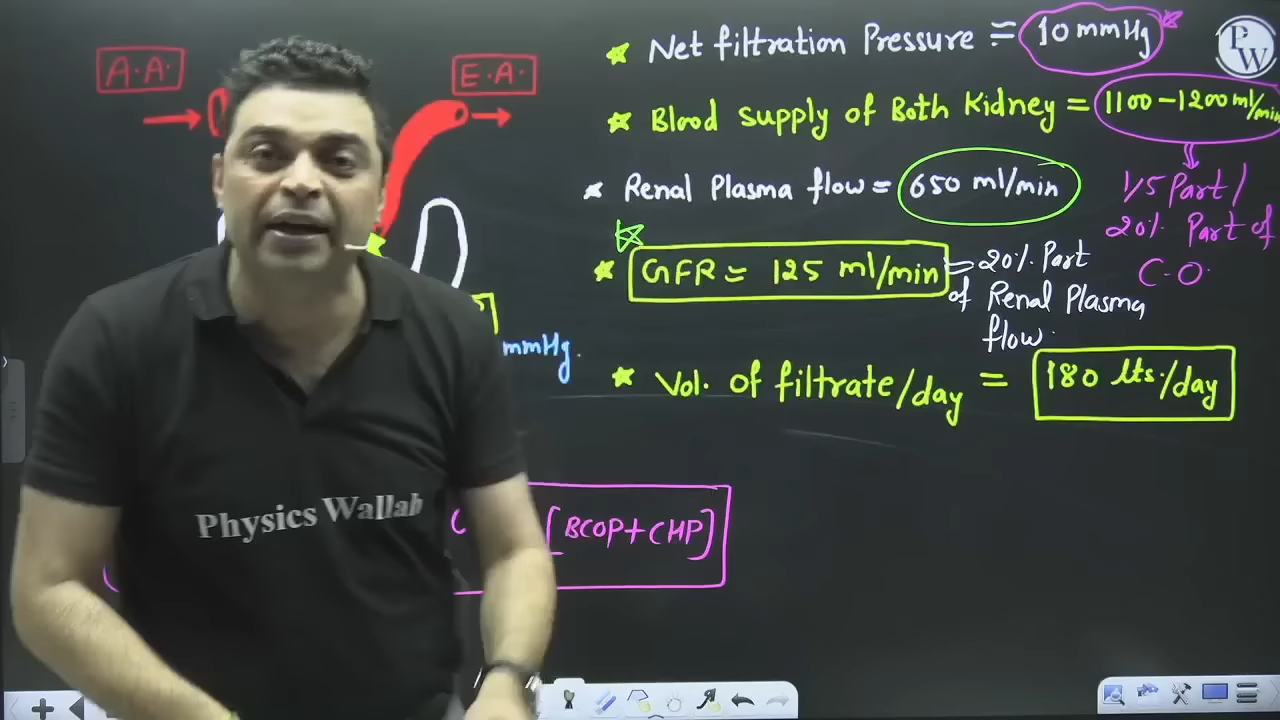 A.A.
E.A.
Net filtration Pressure = 10 mmHg
PW
Blood supply of Both Kidney = 1100 - 1200 ml/min
Renal Plasma flow = 650 ml/min
1/5 Part /
20% Part of
C.O.
GFR = 125 ml/min = 20% Part
of Renal Plasma
flow.
mmHg.
Vol. of filtrate/day = 180 lts./day
[BCOP + CHP]
Physics Wallah